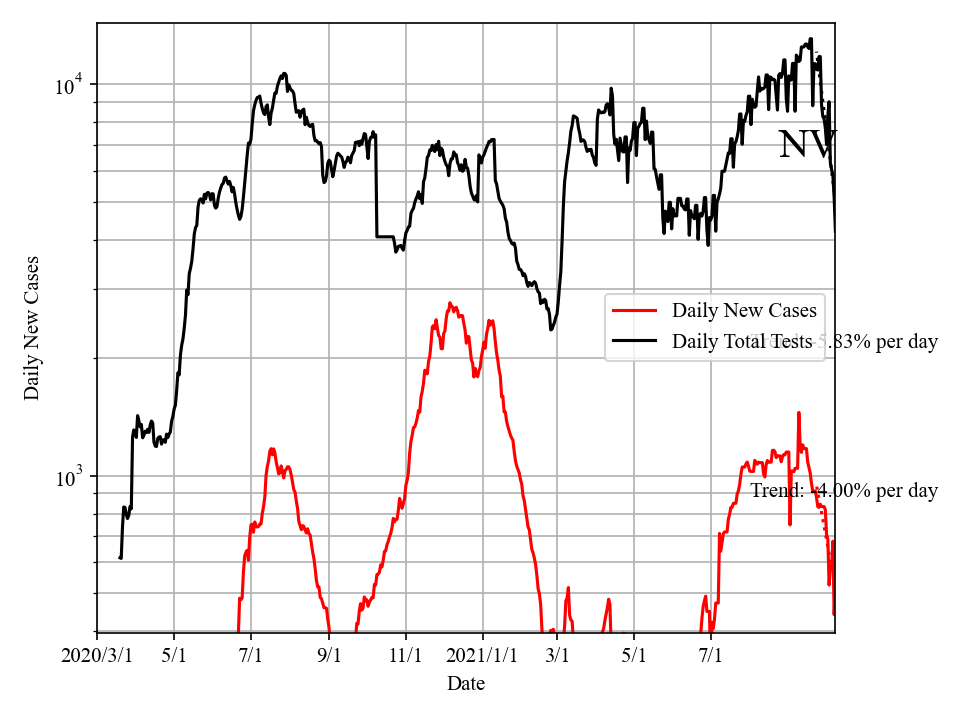 10^4
NV
Daily New Cases
Daily New Cases
Daily Total Tests
Trend: -5.83% per day
10^3
Trend: -4.00% per day
2020/3/1 5/1 7/1 9/1 11/1 2021/1/1 3/1 5/1 7/1
Date